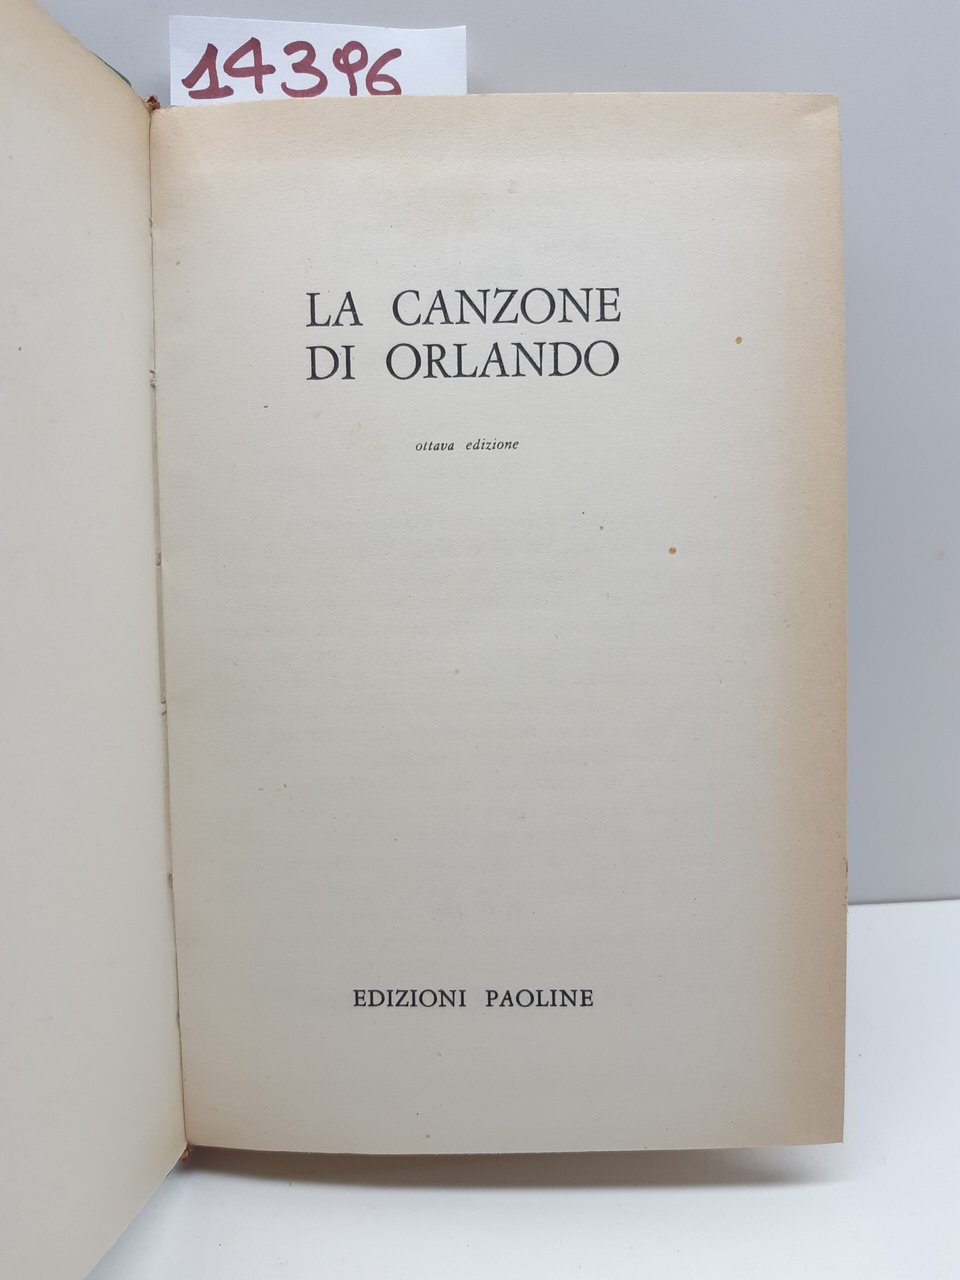 14396
LA CANZONE
DI ORLANDO
ottava edizione
EDIZIONI PAOLINE